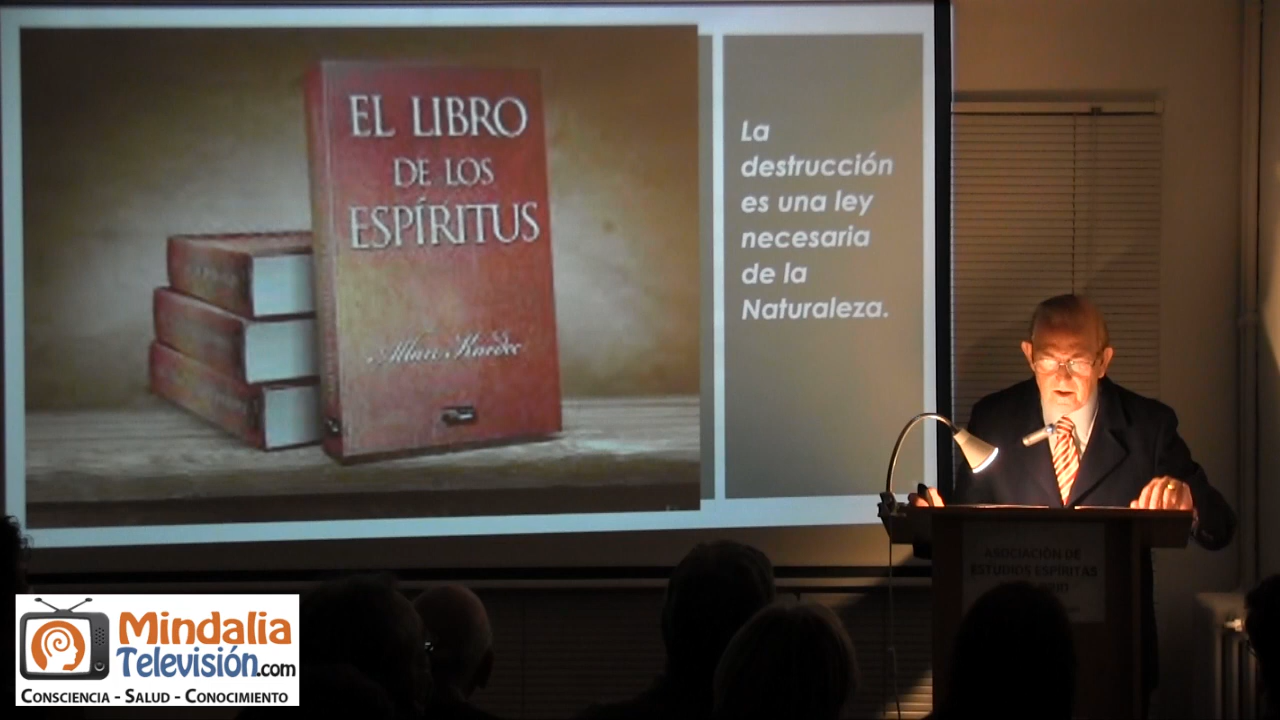 EL LIBRO
DE LOS
ESPÍRITUS
Allan Kardec
La
destrucción
es una ley
necesaria
de la
Naturaleza.
ASOCIACIÓN DE
ESTUDIOS ESPÍRITAS
Mindalia
Televisión.com
CONSCIENCIA - SALUD - CONOCIMIENTO